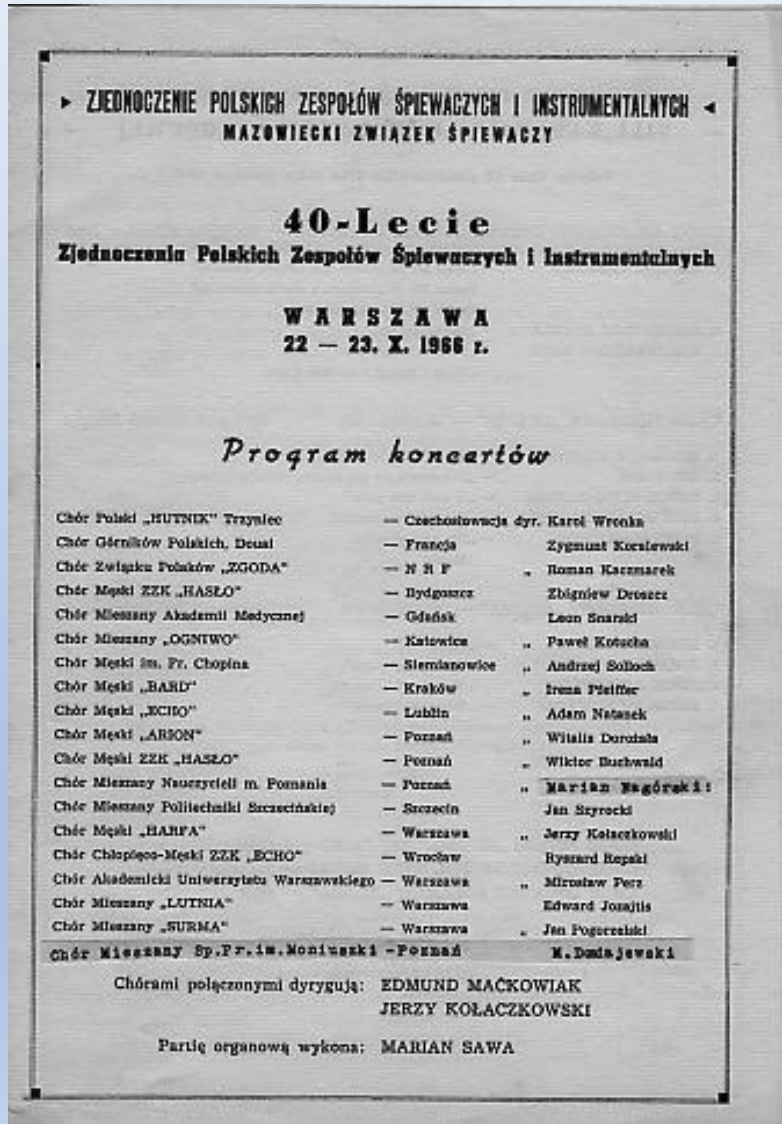 ▸ ZJEDNOCZENIE POLSKICH ZESPOŁÓW ŚPIEWACZYCH I INSTRUMENTALNYCH ◂
MAZOWIECKI ZWIĄZEK ŚPIEWACZY
40-Lecie
Zjednoczenia Polskich Zespołów Śpiewaczych i Instrumentalnych
WARSZAWA
22 — 23. X. 1966 r.
Program koncertów
Chór Polski „HUTNIK" Trzyniec — Czechosłowacja dyr. Karol Wronka
Chór Górników Polskich, Douai — Francja Zygmunt Koralewski
Chór Związku Polaków „ZGODA" — N R F „ Roman Kaczmarek
Chór Męski ZZK „HASŁO" — Bydgoszcz Zbigniew Droszcz
Chór Mieszany Akademii Medycznej — Gdańsk Leon Snarski
Chór Mieszany „OGNIWO" — Katowice „ Paweł Kotucha
Chór Męski im. Fr. Chopina — Siemianowice „ Andrzej Solloch
Chór Męski „BARD" — Kraków „ Irena Pfeiffer
Chór Męski „ECHO" — Lublin „ Adam Natanek
Chór Męski „ARION" — Poznań „ Witalis Dorożała
Chór Męski ZZK „HASŁO" — Poznań „ Wiktor Buchwald
Chór Mieszany Nauczycieli m. Poznania — Poznań „ Marian Nagórski!
Chór Mieszany Politechniki Szczecińskiej — Szczecin Jan Szyrocki
Chór Męski „HARFA" — Warszawa „ Jerzy Kołaczkowski
Chór Chłopięco-Męski ZZK „ECHO" — Wrocław Ryszard Repski
Chór Akademicki Uniwersytetu Warszawskiego — Warszawa „ Mirosław Perz
Chór Mieszany „LUTNIA" — Warszawa Edward Jozajtis
Chór Mieszany „SURMA" — Warszawa „ Jan Pogorzelski
Chór Mieszany Sp.Pr.im.Moniuszki -Poznań M.Dondajewski
Chórami połączonymi dyrygują: EDMUND MAĆKOWIAK
JERZY KOŁACZKOWSKI
Partię organową wykona: MARIAN SAWA